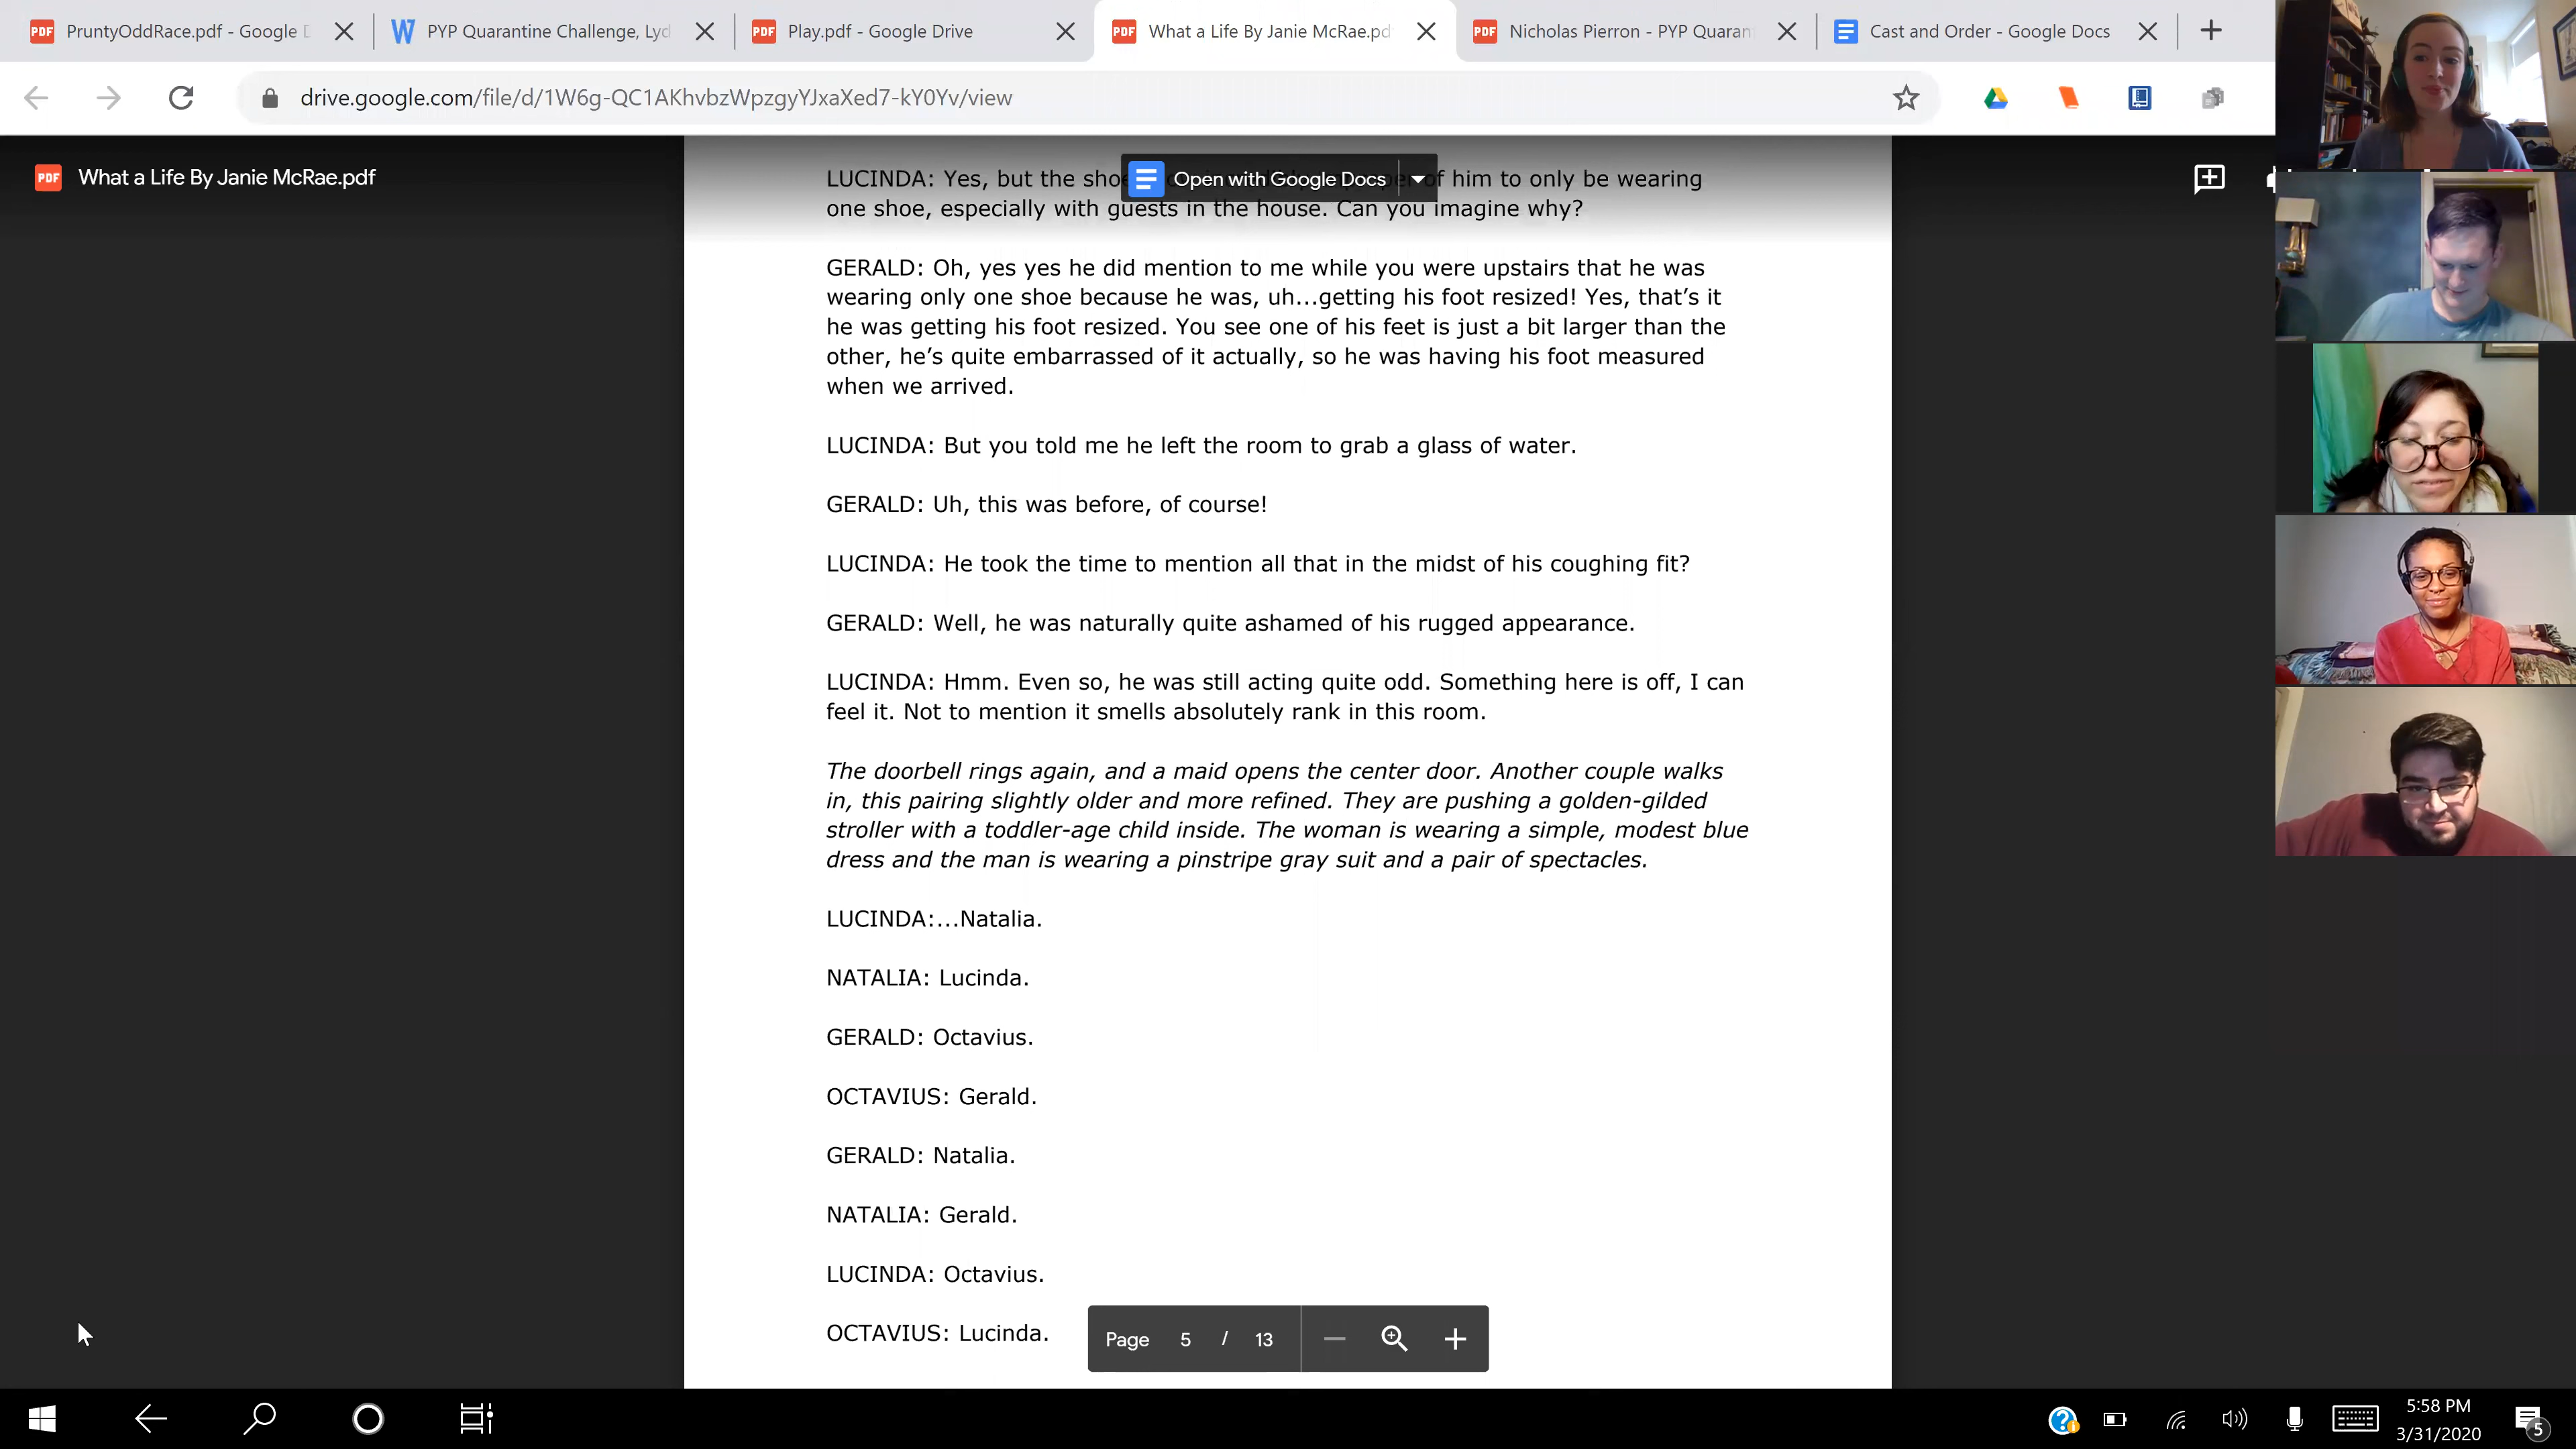 PruntyOddRace.pdf - Google D
PYP Quarantine Challenge, Lyd
Play.pdf - Google Drive
What a Life By Janie McRae.pd
Nicholas Pierron - PYP Quaran
Cast and Order - Google Docs
drive.google.com/file/d/1W6g-QC1AKhvbzWpzgyYJxaXed7-kY0Yv/view
PDF
What a Life By Janie McRae.pdf
Open with Google Docs
LUCINDA: Yes, but the shoe of him to only be wearing
one shoe, especially with guests in the house. Can you imagine why?
GERALD: Oh, yes yes he did mention to me while you were upstairs that he was
wearing only one shoe because he was, uh...getting his foot resized! Yes, that's it
he was getting his foot resized. You see one of his feet is just a bit larger than the
other, he's quite embarrassed of it actually, so he was having his foot measured
when we arrived.
LUCINDA: But you told me he left the room to grab a glass of water.
GERALD: Uh, this was before, of course!
LUCINDA: He took the time to mention all that in the midst of his coughing fit?
GERALD: Well, he was naturally quite ashamed of his rugged appearance.
LUCINDA: Hmm. Even so, he was still acting quite odd. Something here is off, I can
feel it. Not to mention it smells absolutely rank in this room.
The doorbell rings again, and a maid opens the center door. Another couple walks
in, this pairing slightly older and more refined. They are pushing a golden-gilded
stroller with a toddler-age child inside. The woman is wearing a simple, modest blue
dress and the man is wearing a pinstripe gray suit and a pair of spectacles.
LUCINDA:...Natalia.
NATALIA: Lucinda.
GERALD: Octavius.
OCTAVIUS: Gerald.
GERALD: Natalia.
NATALIA: Gerald.
LUCINDA: Octavius.
OCTAVIUS: Lucinda.
Page 5 / 13
5:58 PM
3/31/2020
5